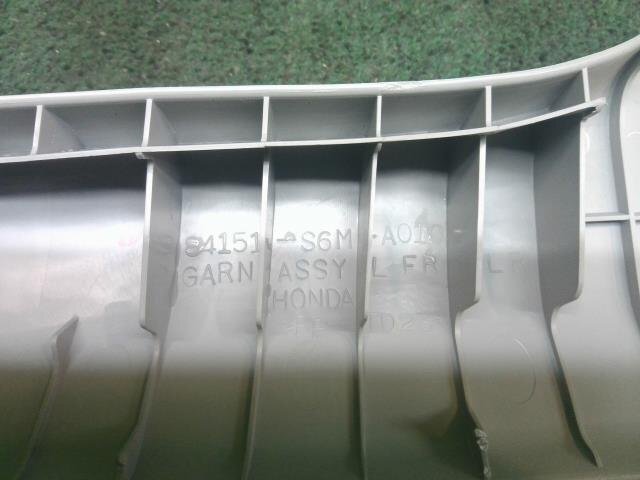 84151-S6M-A010
GARN ASSY L FR L
HONDA